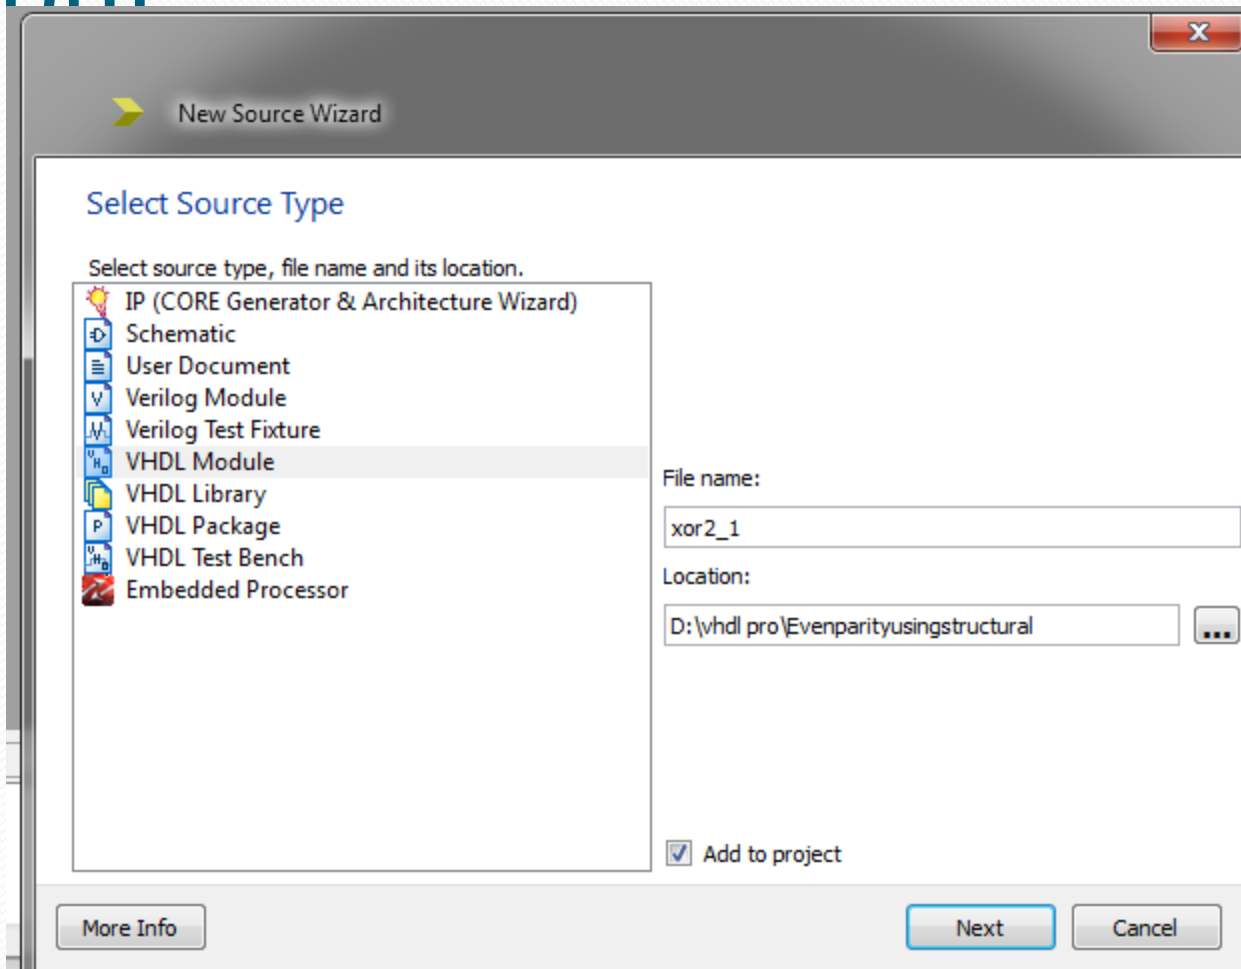 New Source Wizard
Select Source Type
Select source type, file name and its location.
IP (CORE Generator & Architecture Wizard)
Schematic
User Document
Verilog Module
Verilog Test Fixture
VHDL Module
VHDL Library
VHDL Package
VHDL Test Bench
Embedded Processor
File name:
xor2_1
Location:
D:\vhdl pro\Evenparityusingstructural
...
Add to project
More Info
Next
Cancel